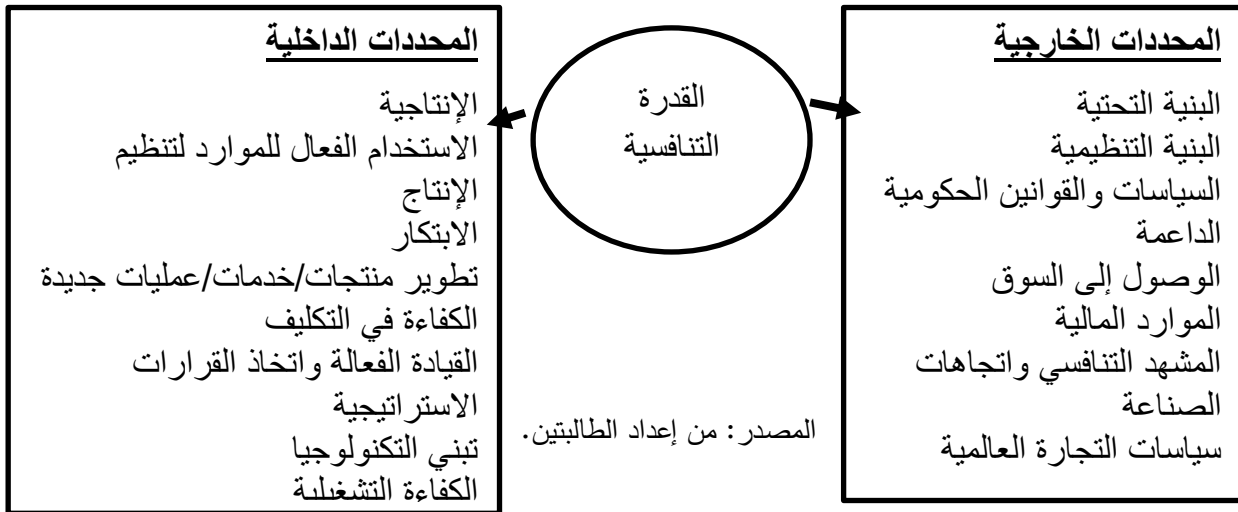 المحددات الخارجية
البنية التحتية
البنية التنظيمية
السياسات والقوانين الحكومية
الداعمة
الوصول إلى السوق
الموارد المالية
المشهد التنافسي واتجاهات
الصناعة
سياسات التجارة العالمية
القدرة
التنافسية
المصدر: من إعداد الطالبتين.
المحددات الداخلية
الإنتاجية
الاستخدام الفعال للموارد لتنظيم
الإنتاج
الابتكار
تطوير منتجات/خدمات/عمليات جديدة
الكفاءة في التكليف
القيادة الفعالة واتخاذ القرارات
الاستراتيجية
تبني التكنولوجيا
الكفاءة التشغيلية